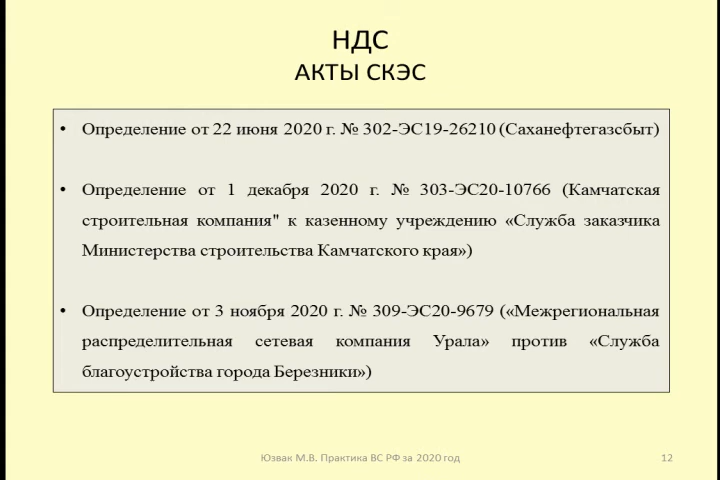 НДС
АКТЫ СКЭС
• Определение от 22 июня 2020 г. № 302-ЭС19-26210 (Саханефтегазсбыт)
• Определение от 1 декабря 2020 г. № 303-ЭС20-10766 (Камчатская
строительная компания" к казенному учреждению «Служба заказчика
Министерства строительства Камчатского края»)
• Определение от 3 ноября 2020 г. № 309-ЭС20-9679 («Межрегиональная
распределительная сетевая компания Урала» против «Служба
благоустройства города Березники»)
Юзвак М.В. Практика ВС РФ за 2020 год
12